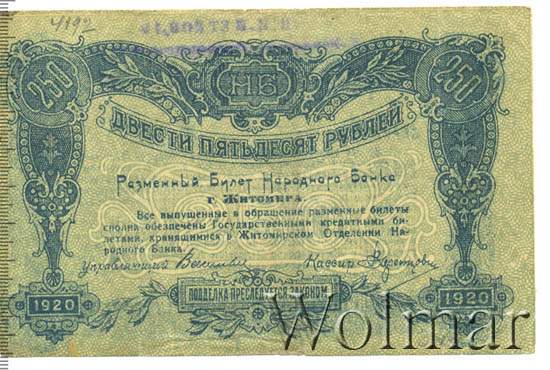 4192
250 НБ 250
ДВЕСТИ ПЯТЬДЕСЯТ РУБЛЕЙ
Разменный Билет Народного Банка
г. Житомира.
Все выпущенные в обращение разменные билеты
сполна обеспечены Государственными кредитными би-
летами, хранящимися в Житомирском Отделении На-
родного Банка.
Управляющий Кассир
1920 ПОДДЕЛКА ПРЕСЛЕДУЕТСЯ ЗАКОНОМ 1920
Wolmar